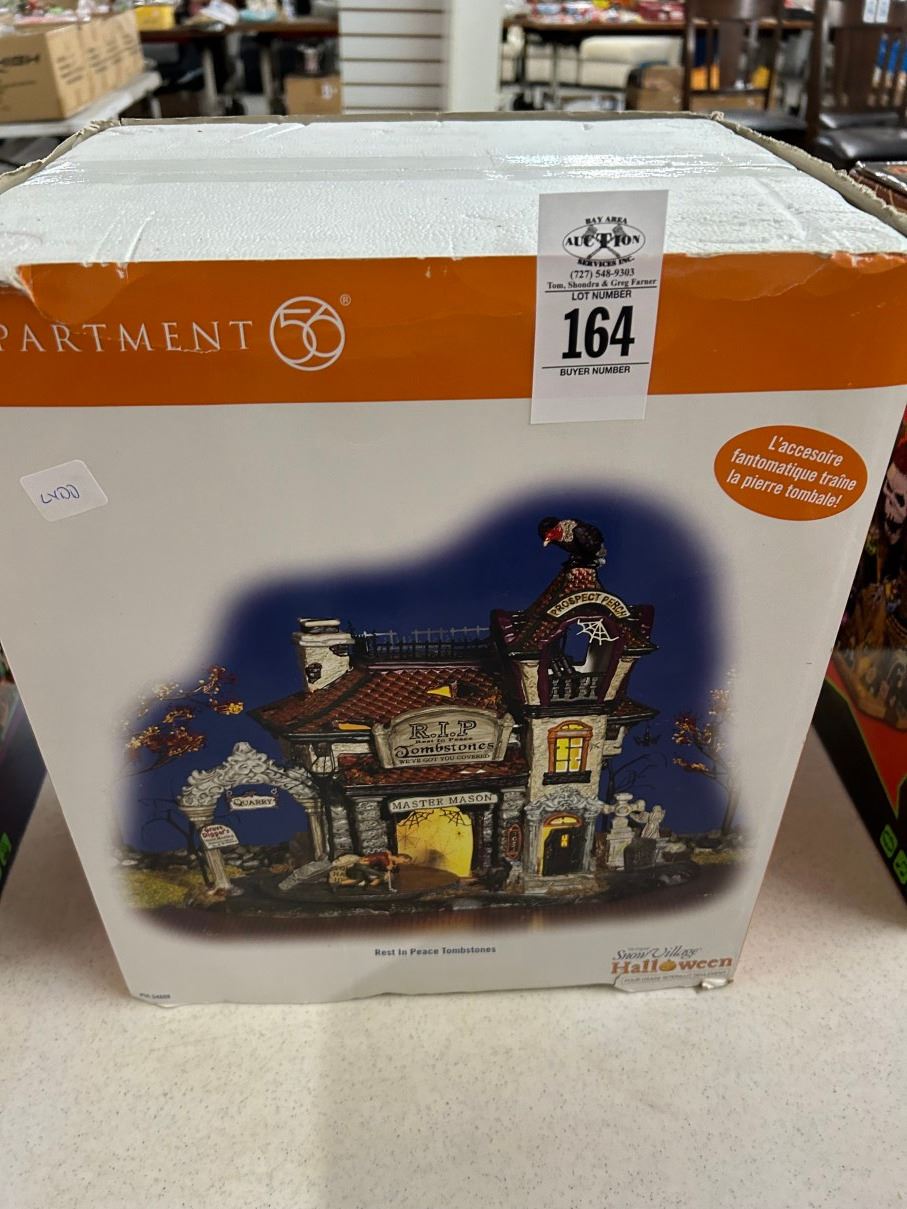 BAY AREA
AUCTION
SERVICES INC.
(727) 548-9303
Tom, Shondra & Greg Farner
LOT NUMBER
164
BUYER NUMBER
PARTMENT 56®
L'accesoire
fantomatique traîne
la pierre tombale!
PROSPECT PERCH
R.I.P
Rest In Peace
Tombstones
WE'VE GOT YOU COVERED
MASTER MASON
QUARRY
Grave
Digger's
Rest In Peace Tombstones
Snow Village®
Halloween